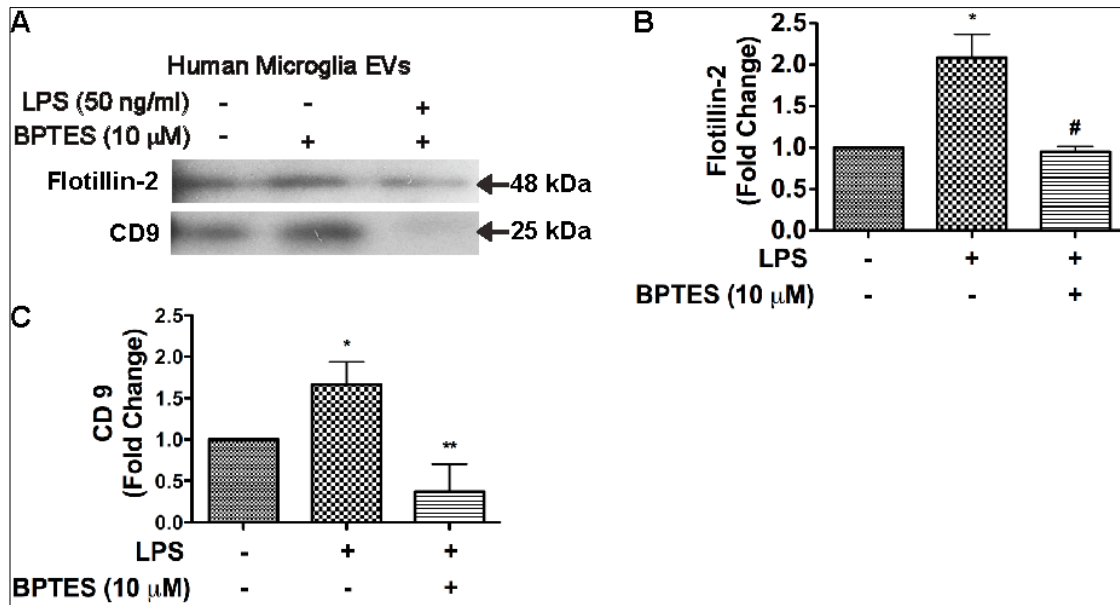 A
Human Microglia EVs
LPS (50 ng/ml) - - +
BPTES (10 μM) - + +
Flotillin-2 48 kDa
CD9 25 kDa
B
Flotillin-2
(Fold Change)
2.5
2.0
1.5
1.0
0.5
0.0
*
#
LPS - + +
BPTES (10 μM) - - +
C
CD 9
(Fold Change)
2.5
2.0
1.5
1.0
0.5
0.0
*
**
LPS - + +
BPTES (10 μM) - - +